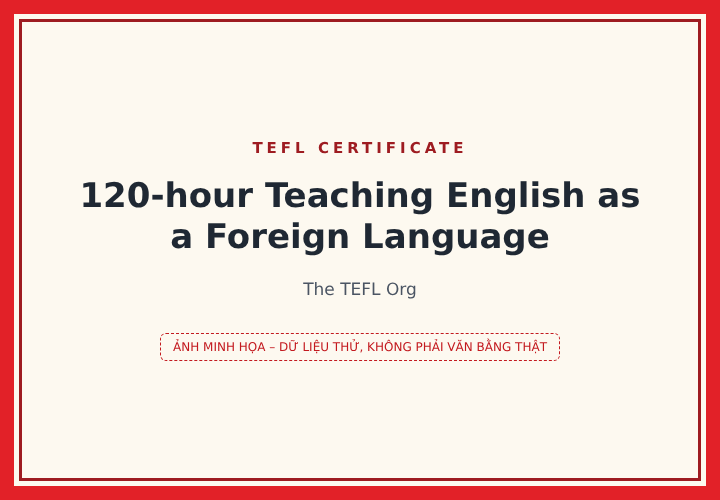 TEFL CERTIFICATE
120-hour Teaching English as
a Foreign Language
The TEFL Org
ẢNH MINH HỌA – DỮ LIỆU THỬ, KHÔNG PHẢI VĂN BẰNG THẬT